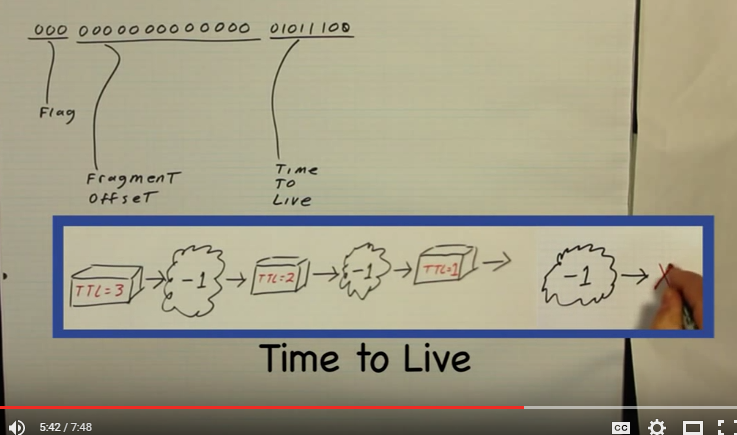 000 0000000000000 01011100
Flag
Fragment
Offset
Time
To
Live
TTL=3 -1 TTL=2 -1 TTL=1 -1 X
Time to Live
5:42 / 7:48
CC